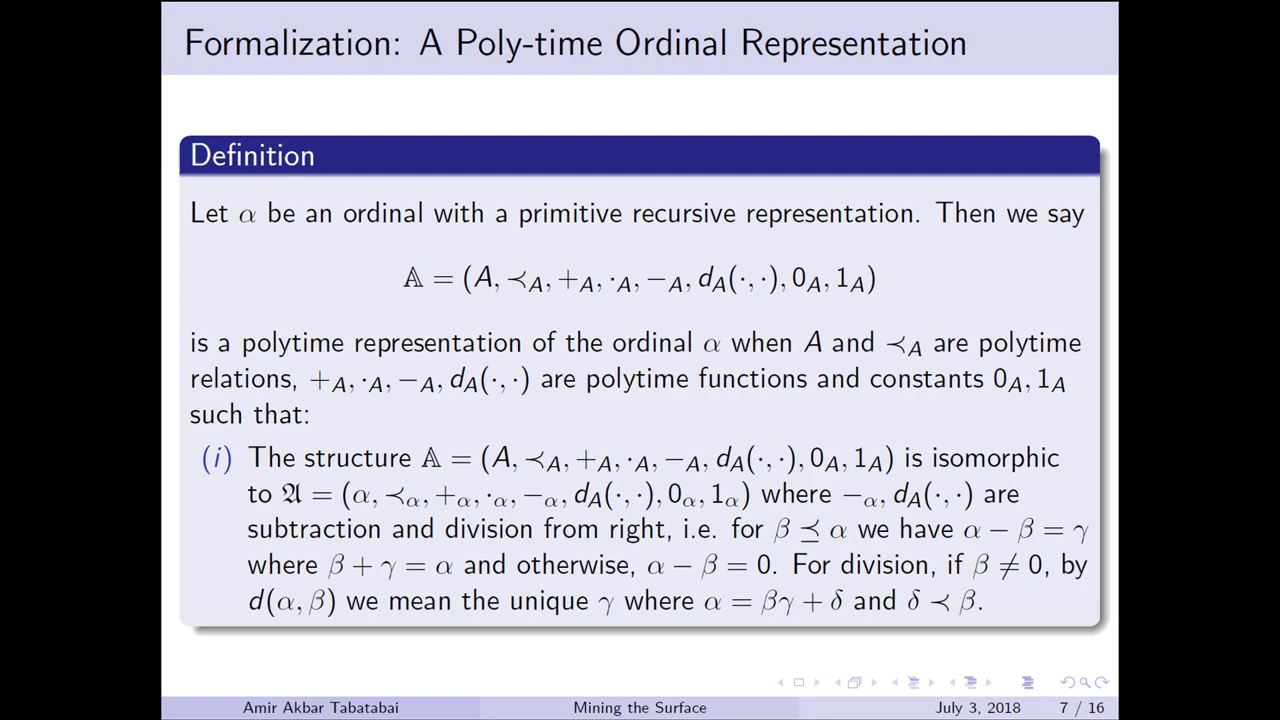 Formalization: A Poly-time Ordinal Representation
Definition
Let α be an ordinal with a primitive recursive representation. Then we say
𝔸 = (A, ≺_A, +_A, ·_A, −_A, d_A(·, ·), 0_A, 1_A)
is a polytime representation of the ordinal α when A and ≺_A are polytime
relations, +_A, ·_A, −_A, d_A(·, ·) are polytime functions and constants 0_A, 1_A
such that:
(i) The structure 𝔸 = (A, ≺_A, +_A, ·_A, −_A, d_A(·, ·), 0_A, 1_A) is isomorphic
to 𝔄 = (α, ≺_α, +_α, ·_α, −_α, d_A(·, ·), 0_α, 1_α) where −_α, d_A(·, ·) are
subtraction and division from right, i.e. for β ⪯ α we have α − β = γ
where β + γ = α and otherwise, α − β = 0. For division, if β ≠ 0, by
d(α, β) we mean the unique γ where α = βγ + δ and δ ≺ β.
Amir Akbar Tabatabai Mining the Surface July 3, 2018 7 / 16